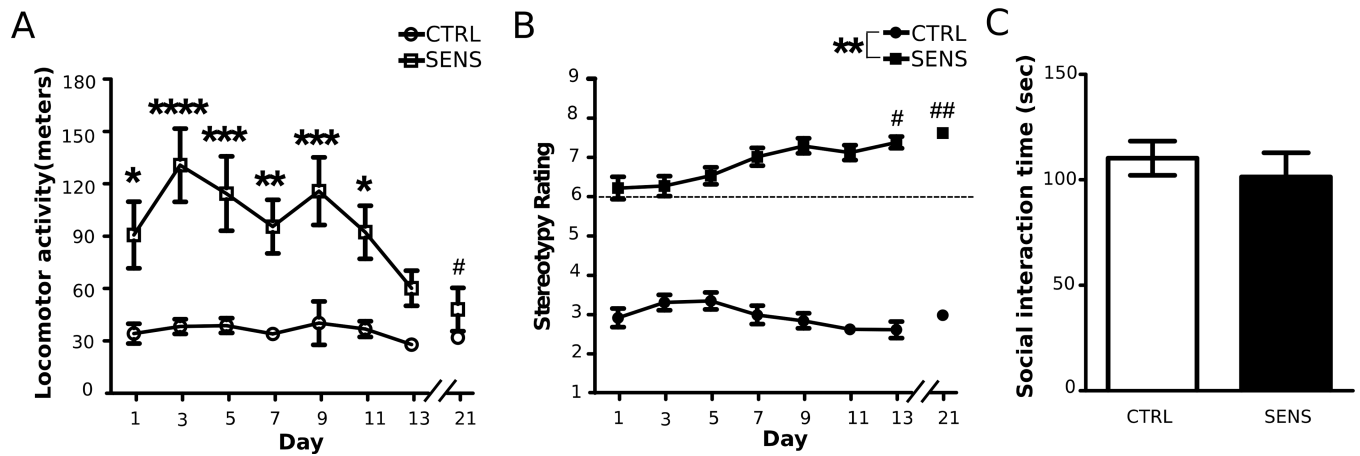 A
CTRL
SENS
Locomotor activity(meters)
180
150
120
90
60
30
0
*
****
***
**
***
*
#
1 3 5 7 9 11 13 21
Day
B
**
CTRL
SENS
Stereotypy Rating
9
8
7
6
5
4
3
2
1
#
##
1 3 5 7 9 11 13 21
Day
C
Social interaction time (sec)
150
100
50
0
CTRL SENS